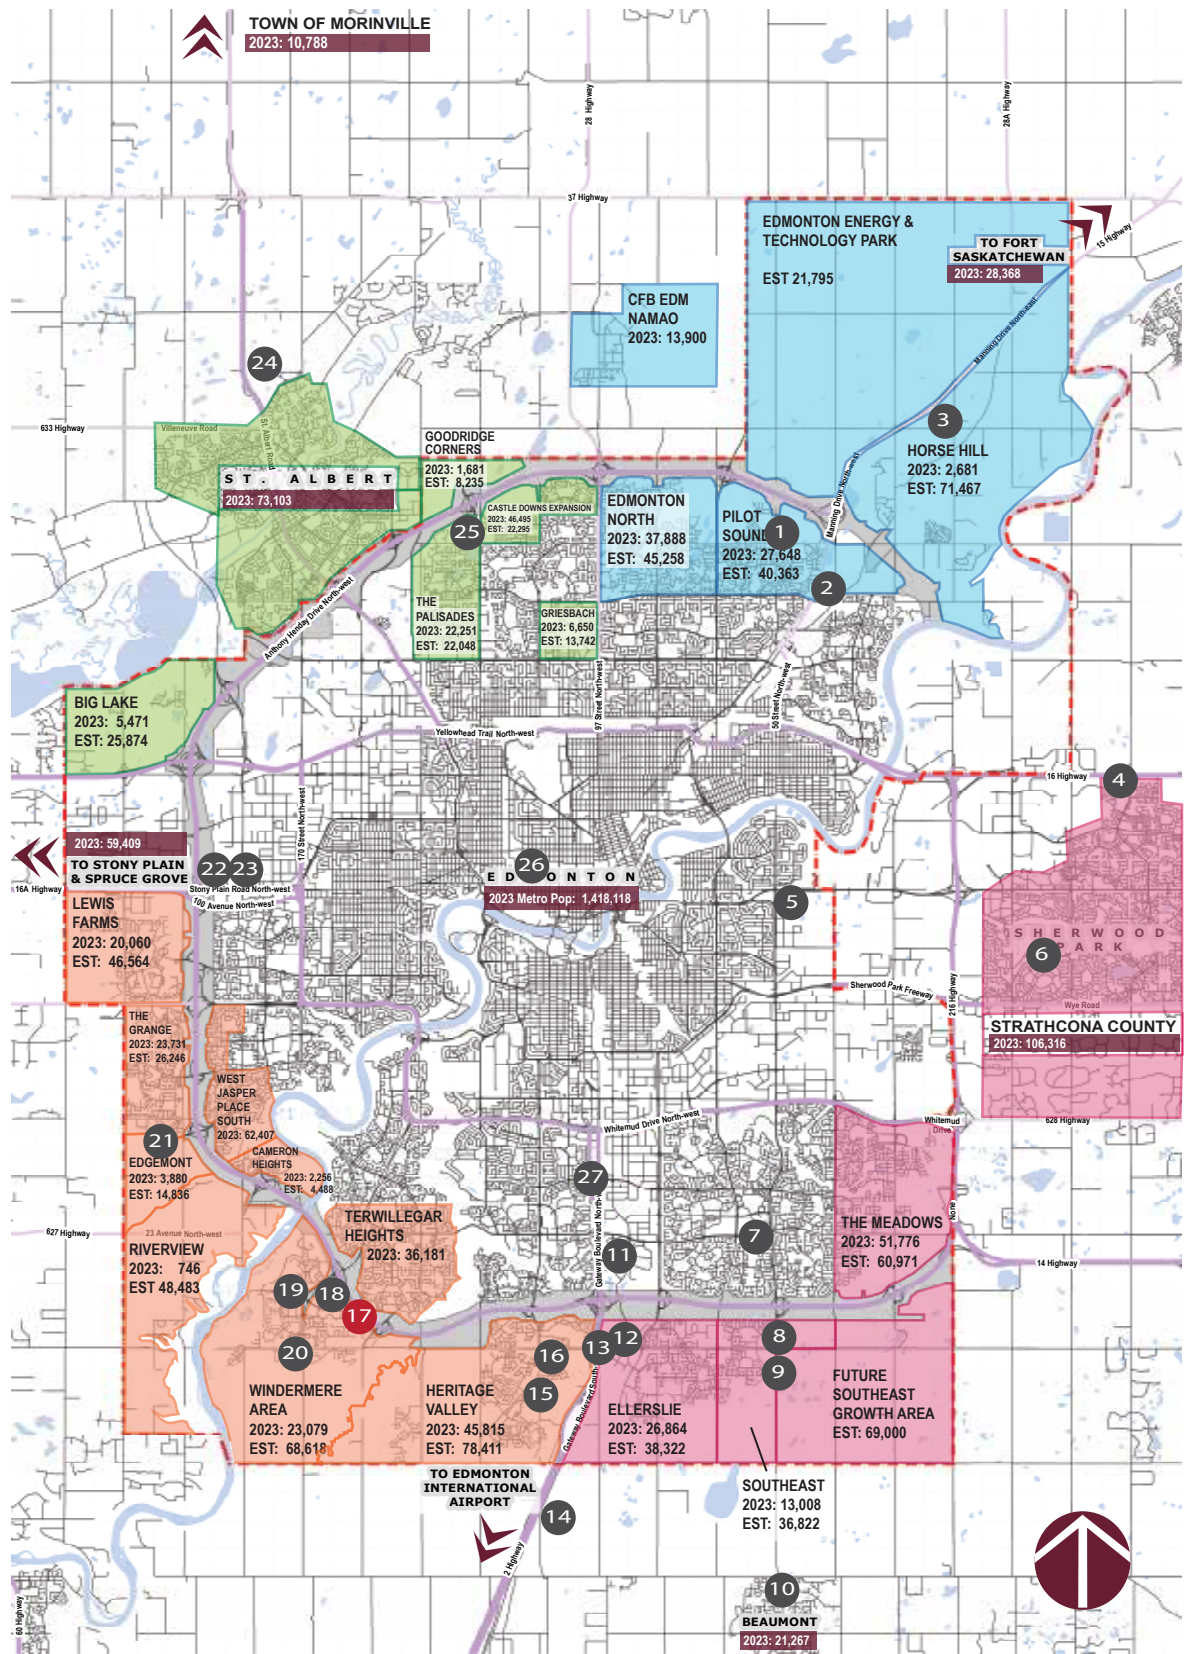 TOWN OF MORINVILLE
2023: 10,788
28 Highway
28A Highway
37 Highway
15 Highway
EDMONTON ENERGY &
TECHNOLOGY PARK
EST 21,795
TO FORT
SASKATCHEWAN
2023: 28,368
Manning Drive North-east
CFB EDM
NAMAO
2023: 13,900
24
3
HORSE HILL
2023: 2,681
EST: 71,467
633 Highway
Villeneuve Road
St. Albert Road
GOODRIDGE
CORNERS
2023: 1,681
EST: 8,235
ST. ALBERT
2023: 73,103
CASTLE DOWNS EXPANSION
2023: 46,495
EST: 22,295
25
EDMONTON
NORTH
2023: 37,888
EST: 45,258
PILOT
SOUND
2023: 27,648
EST: 40,363
1
2
Manning Drive North-west
THE
PALISADES
2023: 22,251
EST: 22,048
GRIESBACH
2023: 6,650
EST: 13,742
Anthony Henday Drive North-west
97 Street North-west
50 Street North-west
BIG LAKE
2023: 5,471
EST: 25,874
Yellowhead Trail North-west
16 Highway
4
170 Street North-west
2023: 59,409
TO STONY PLAIN
& SPRUCE GROVE
22
23
16A Highway
Stony Plain Road North-west
100 Avenue North-west
26
EDMONTON
2023 Metro Pop: 1,418,118
5
LEWIS
FARMS
2023: 20,060
EST: 46,564
SHERWOOD
PARK
6
Sherwood Park Freeway
216 Highway
Wye Road
STRATHCONA COUNTY
2023: 106,316
THE
GRANGE
2023: 23,731
EST: 26,246
WEST
JASPER
PLACE
SOUTH
2023: 62,407
Whitemud Drive North-west
Whitemud
Drive
628 Highway
21
EDGEMONT
2023: 3,880
EST: 14,836
CAMERON
HEIGHTS
2023: 2,256
EST: 4,488
27
Gateway Boulevard North-w
627 Highway
23 Avenue North-west
RIVERVIEW
2023: 746
EST 48,483
TERWILLEGAR
HEIGHTS
2023: 36,181
11
7
THE MEADOWS
2023: 51,776
EST: 60,971
None
14 Highway
19
18
17
20
16
15
13
12
8
9
WINDERMERE
AREA
2023: 23,079
EST: 68,618
HERITAGE
VALLEY
2023: 45,815
EST: 78,411
Gateway Boulevard South-
ELLERSLIE
2023: 26,864
EST: 38,322
FUTURE
SOUTHEAST
GROWTH AREA
EST: 69,000
TO EDMONTON
INTERNATIONAL
AIRPORT
SOUTHEAST
2023: 13,008
EST: 36,822
14
2 Highway
10
BEAUMONT
2023: 21,267
60 Highway